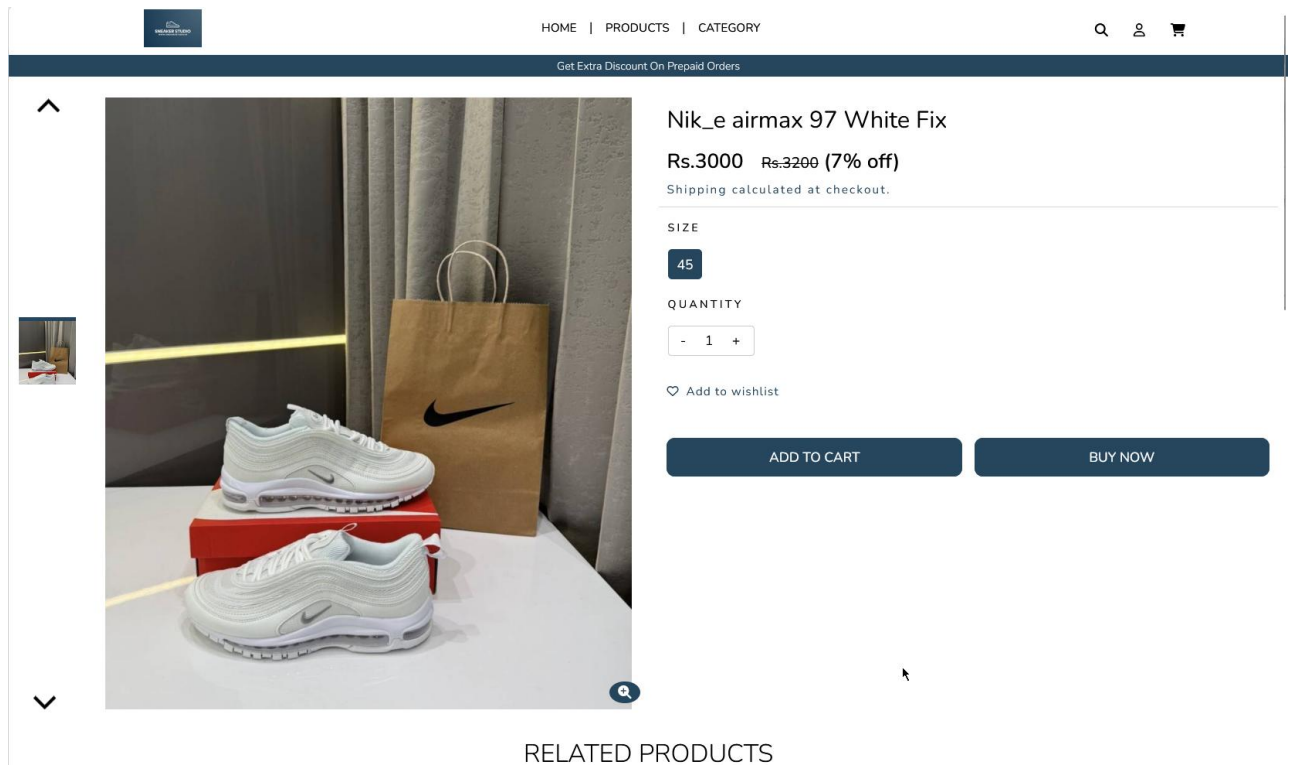 SNEAKER STUDIO
HOME | PRODUCTS | CATEGORY
Get Extra Discount On Prepaid Orders
Nik_e airmax 97 White Fix
Rs.3000 Rs.3200 (7% off)
Shipping calculated at checkout.
SIZE
45
QUANTITY
- 1 +
Add to wishlist
ADD TO CART
BUY NOW
RELATED PRODUCTS